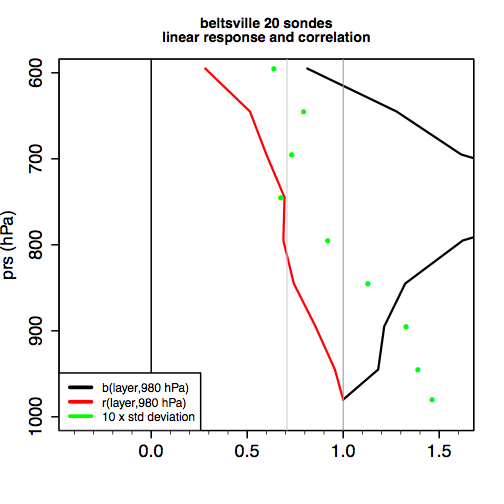 beltsville 20 sondes
linear response and correlation
prs (hPa)
600
700
800
900
1000
b(layer,980 hPa)
r(layer,980 hPa)
10 x std deviation
0.0 0.5 1.0 1.5